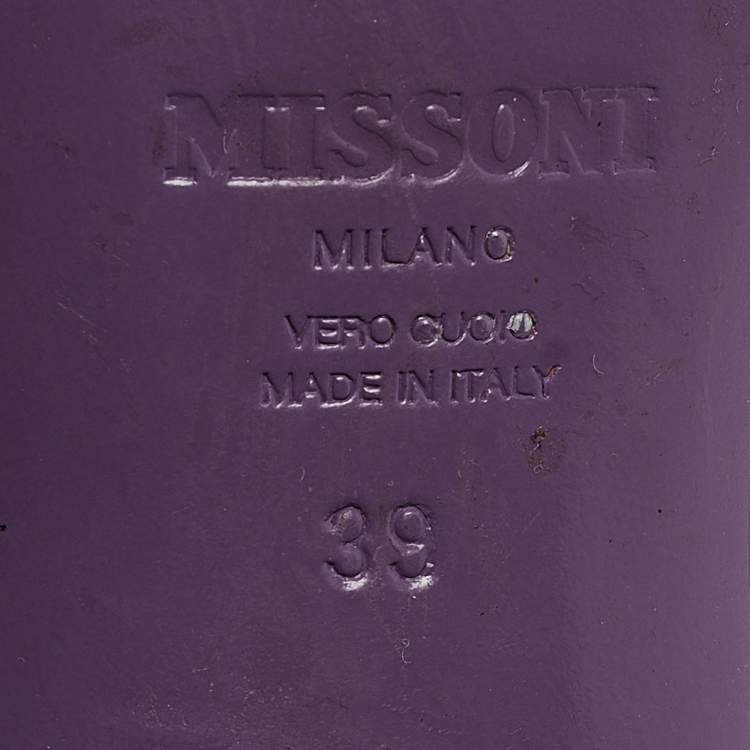 MISSONI
MILANO
VERO CUOIO
MADE IN ITALY
39